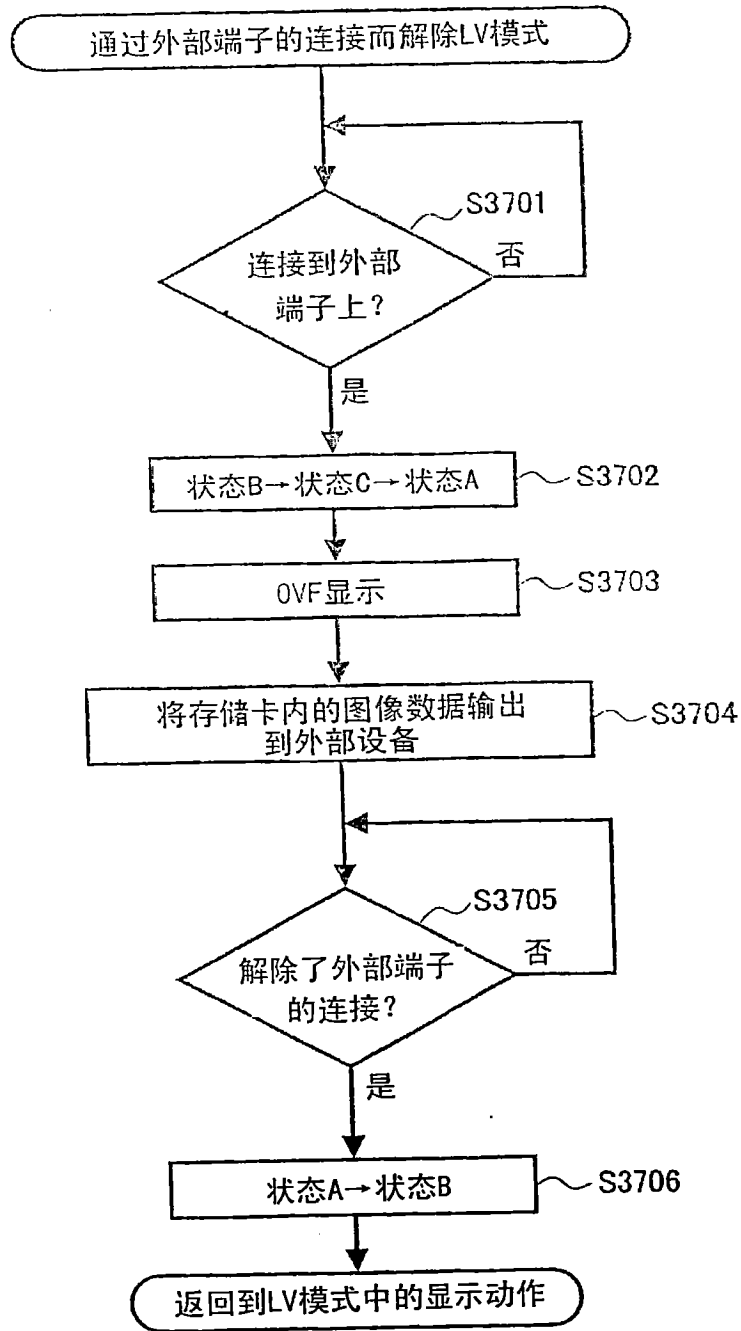 通过外部端子的连接而解除LV模式
S3701
连接到外部
端子上?
否
是
状态B→状态C→状态A
S3702
OVF显示
S3703
将存储卡内的图像数据输出
到外部设备
S3704
S3705
解除了外部端子
的连接?
否
是
状态A→状态B
S3706
返回到LV模式中的显示动作